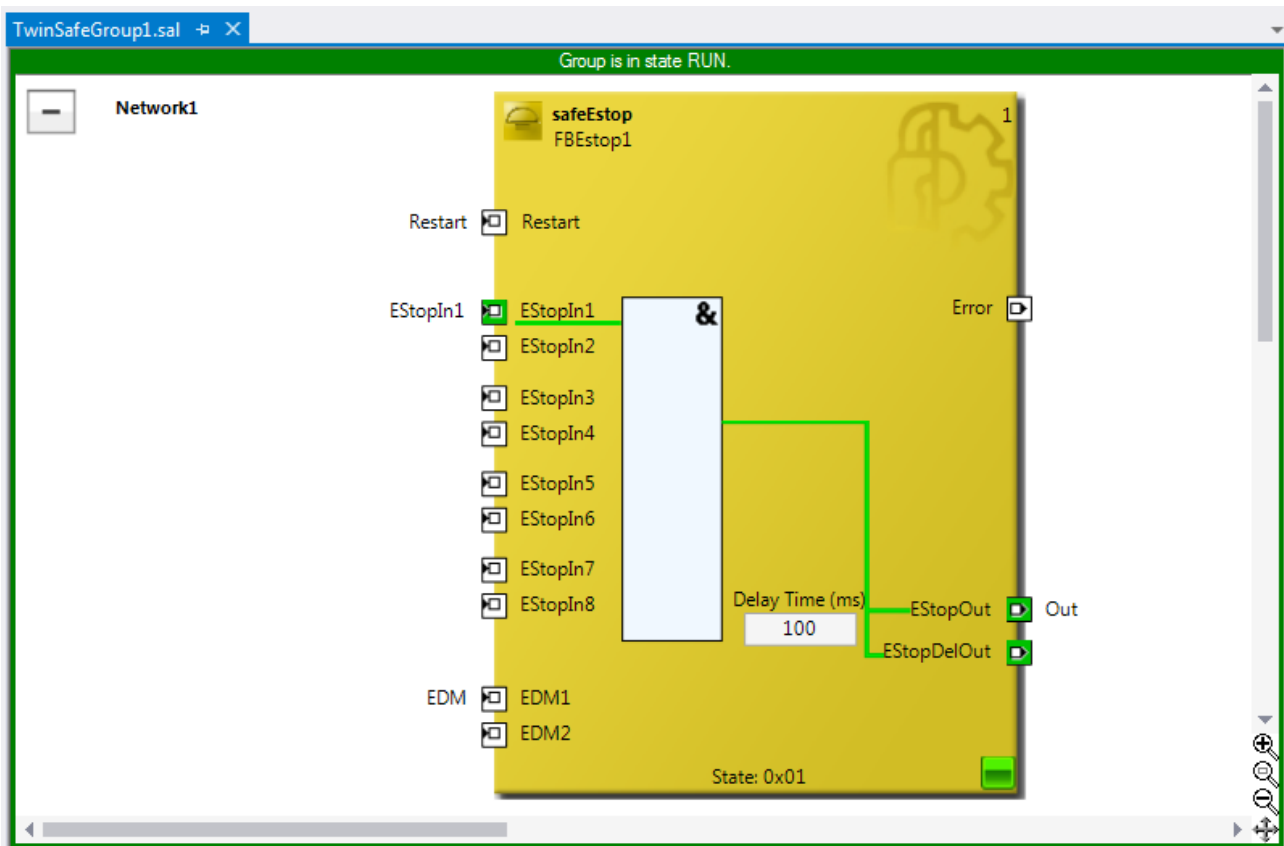 TwinSafeGroup1.sal
Group is in state RUN.
Network1
safeEstop
FBEstop1
1
Restart Restart
EStopIn1 EStopIn1
&
Error
EStopIn2
EStopIn3
EStopIn4
EStopIn5
EStopIn6
EStopIn7
EStopIn8
Delay Time (ms)
100
EStopOut Out
EStopDelOut
EDM EDM1
EDM2
State: 0x01